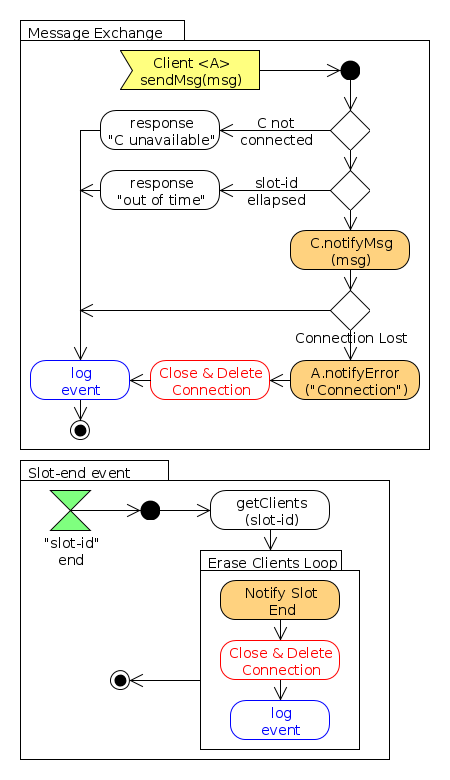 Message Exchange
Client <A>
sendMsg(msg)
response
"C unavailable"
C not
connected
response
"out of time"
slot-id
ellapsed
C.notifyMsg
(msg)
Connection Lost
log
event
Close & Delete
Connection
A.notifyError
("Connection")
Slot-end event
"slot-id"
end
getClients
(slot-id)
Erase Clients Loop
Notify Slot
End
Close & Delete
Connection
log
event